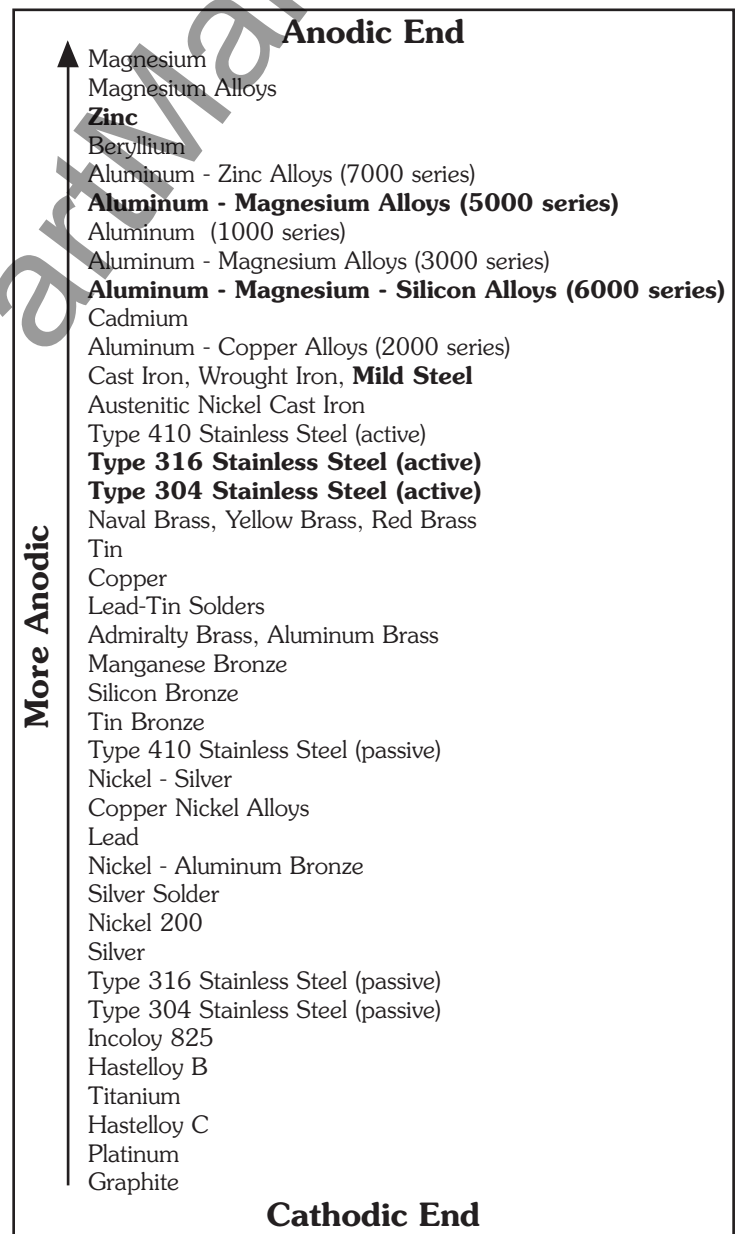 Anodic End
Magnesium
Magnesium Alloys
Zinc
Beryllium
Aluminum - Zinc Alloys (7000 series)
Aluminum - Magnesium Alloys (5000 series)
Aluminum (1000 series)
Aluminum - Magnesium Alloys (3000 series)
Aluminum - Magnesium - Silicon Alloys (6000 series)
Cadmium
Aluminum - Copper Alloys (2000 series)
Cast Iron, Wrought Iron, Mild Steel
Austenitic Nickel Cast Iron
Type 410 Stainless Steel (active)
Type 316 Stainless Steel (active)
Type 304 Stainless Steel (active)
Naval Brass, Yellow Brass, Red Brass
Tin
Copper
Lead-Tin Solders
Admiralty Brass, Aluminum Brass
Manganese Bronze
Silicon Bronze
Tin Bronze
Type 410 Stainless Steel (passive)
Nickel - Silver
Copper Nickel Alloys
Lead
Nickel - Aluminum Bronze
Silver Solder
Nickel 200
Silver
Type 316 Stainless Steel (passive)
Type 304 Stainless Steel (passive)
Incoloy 825
Hastelloy B
Titanium
Hastelloy C
Platinum
Graphite
Cathodic End
More Anodic